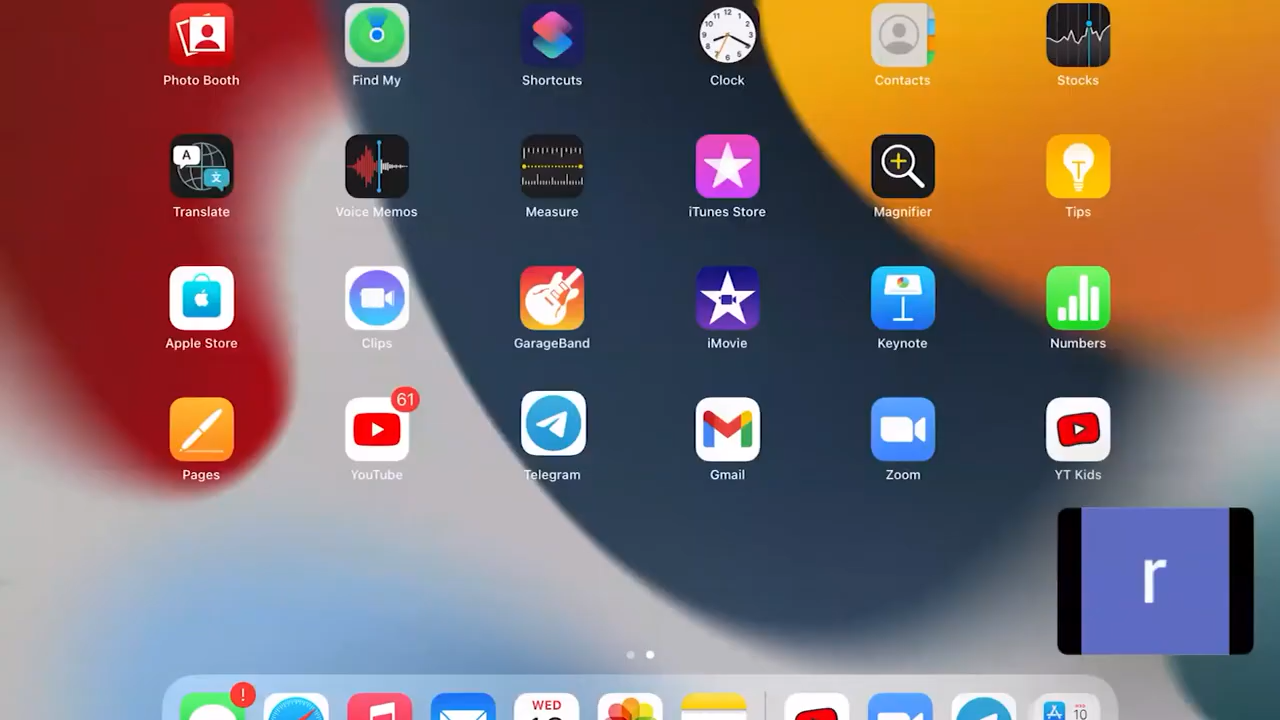 Photo Booth
Find My
Shortcuts
Clock
Contacts
Stocks
A
文
Translate
Voice Memos
Measure
iTunes Store
Magnifier
Tips
Apple Store
Clips
GarageBand
iMovie
Keynote
Numbers
61
Pages
YouTube
Telegram
Gmail
Zoom
YT Kids
r
!
WED
10